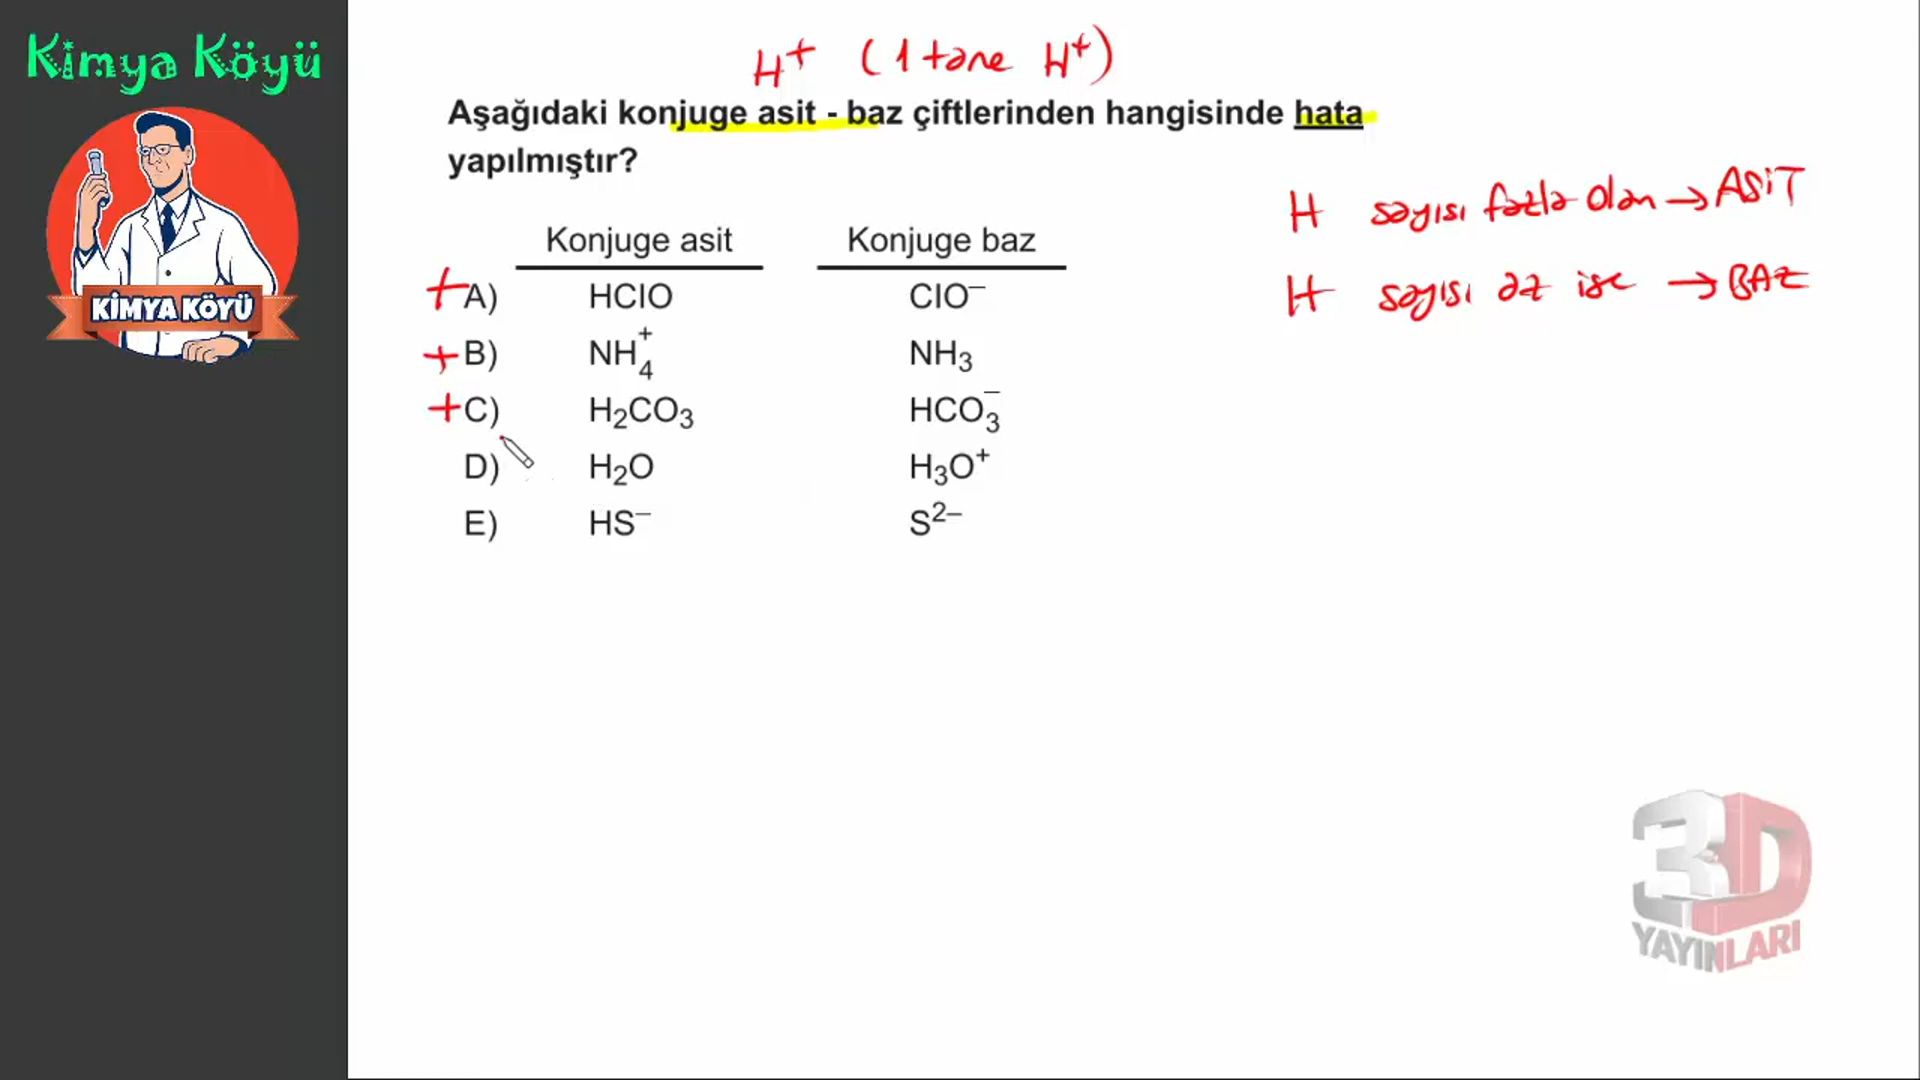 Kimya Köyü
KİMYA KÖYÜ
H⁺ (1 tane H⁺)
Aşağıdaki konjuge asit - baz çiftlerinden hangisinde hata
yapılmıştır?
H sayısı fazla olan → ASİT
H sayısı az ise → BAZ
Konjuge asit Konjuge baz
+ A) HClO ClO⁻
+ B) NH₄⁺ NH₃
+ C) H₂CO₃ HCO₃⁻
D) H₂O H₃O⁺
E) HS⁻ S²⁻
3D
YAYINLARI